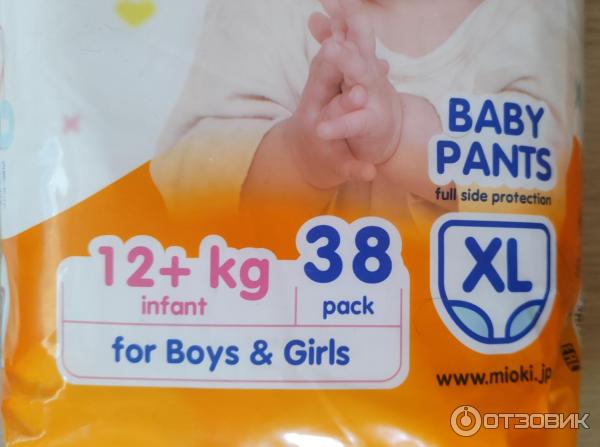 BABY
PANTS
full side protection
12+ kg
infant
38
pack
XL
for Boys & Girls
www.mioki.jp
ОТЗОВИК